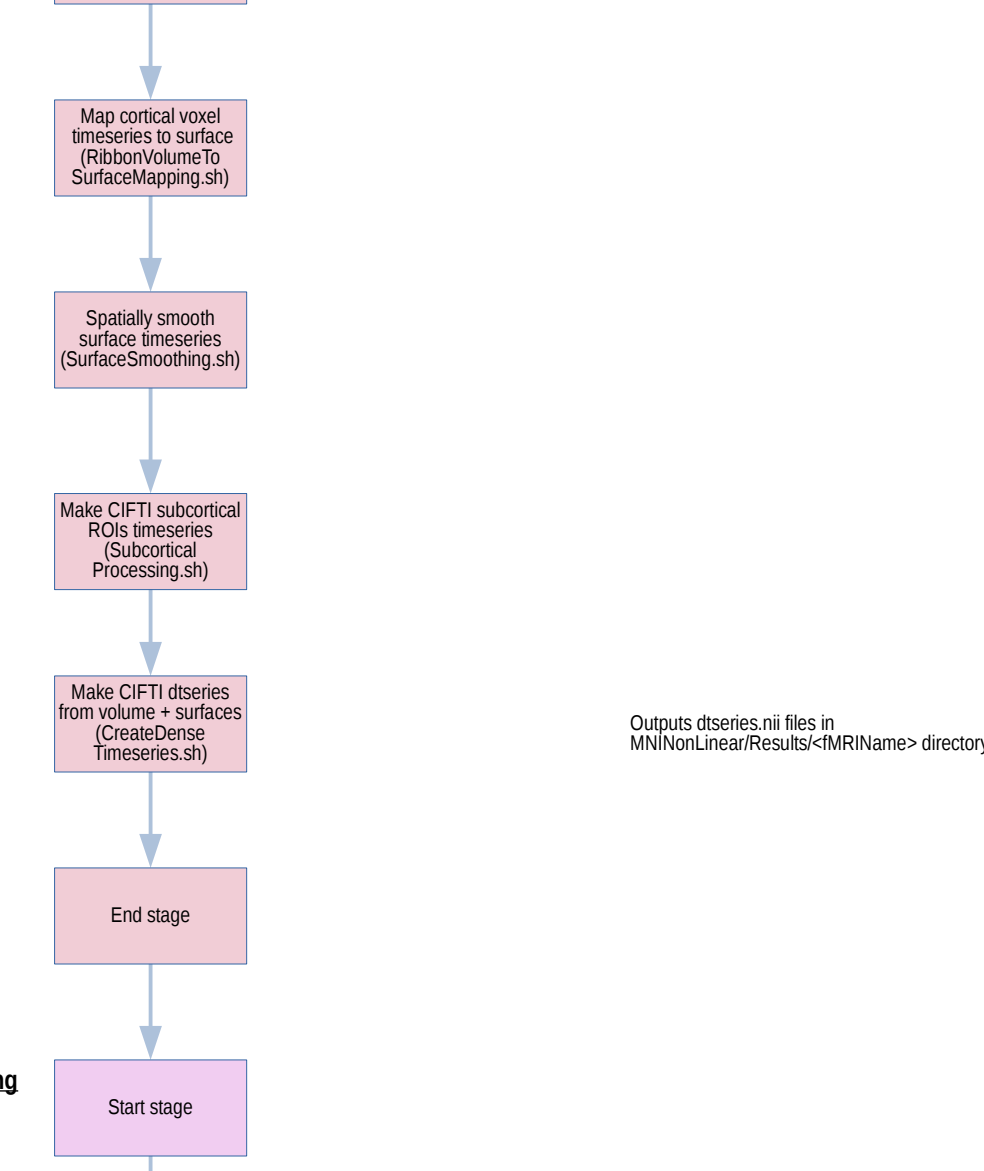 Map cortical voxel
timeseries to surface
(RibbonVolumeTo
SurfaceMapping.sh)
Spatially smooth
surface timeseries
(SurfaceSmoothing.sh)
Make CIFTI subcortical
ROIs timeseries
(Subcortical
Processing.sh)
Make CIFTI dtseries
from volume + surfaces
(CreateDense
Timeseries.sh)
Outputs dtseries.nii files in
MNINonLinear/Results/<fMRIName> directory
End stage
Start stage